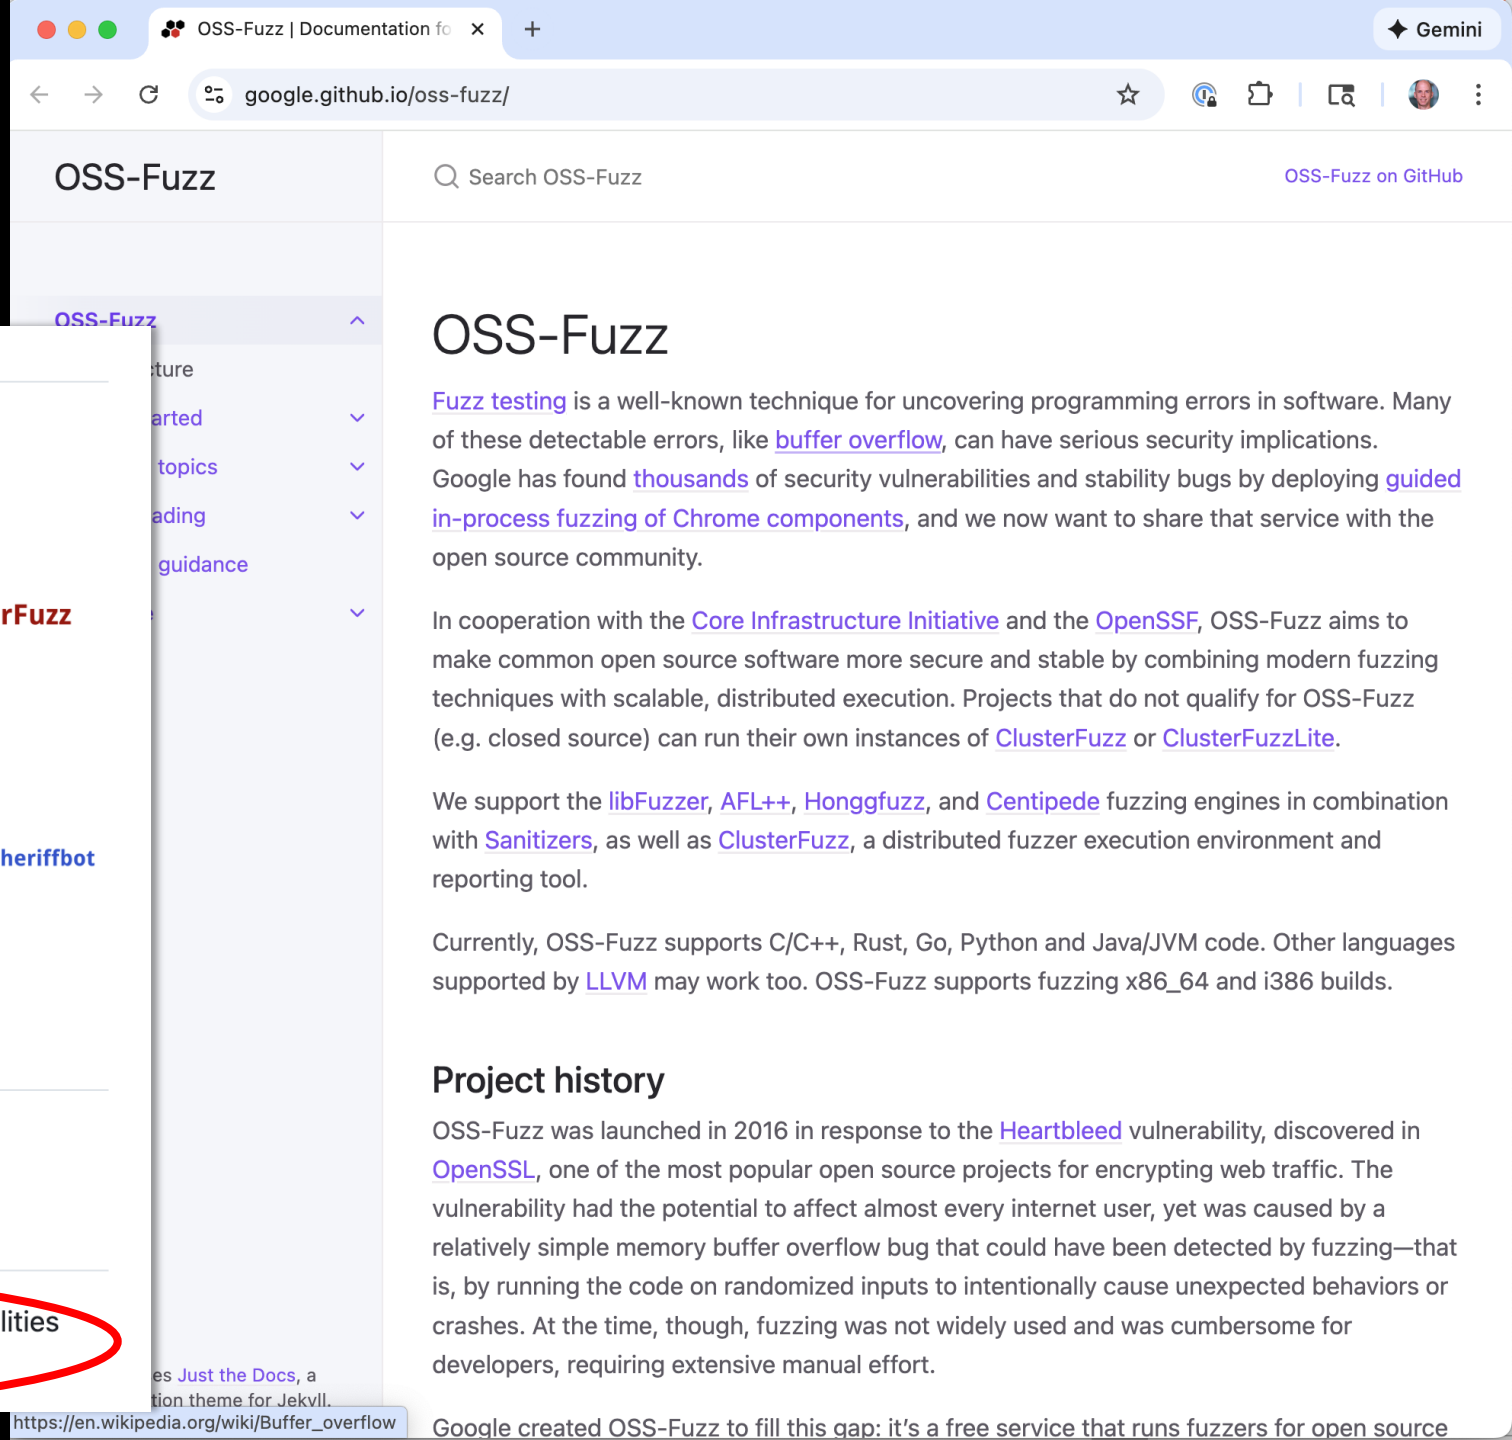 OSS-Fuzz | Documentation fo
Gemini
google.github.io/oss-fuzz/
OSS-Fuzz
Search OSS-Fuzz
OSS-Fuzz on GitHub
OSS-Fuzz
cture
arted
topics
ading
guidance
rFuzz
heriffbot
lities
es Just the Docs, a
tion theme for Jekyll.
https://en.wikipedia.org/wiki/Buffer_overflow
OSS-Fuzz
Fuzz testing is a well-known technique for uncovering programming errors in software. Many
of these detectable errors, like buffer overflow, can have serious security implications.
Google has found thousands of security vulnerabilities and stability bugs by deploying guided
in-process fuzzing of Chrome components, and we now want to share that service with the
open source community.
In cooperation with the Core Infrastructure Initiative and the OpenSSF, OSS-Fuzz aims to
make common open source software more secure and stable by combining modern fuzzing
techniques with scalable, distributed execution. Projects that do not qualify for OSS-Fuzz
(e.g. closed source) can run their own instances of ClusterFuzz or ClusterFuzzLite.
We support the libFuzzer, AFL++, Honggfuzz, and Centipede fuzzing engines in combination
with Sanitizers, as well as ClusterFuzz, a distributed fuzzer execution environment and
reporting tool.
Currently, OSS-Fuzz supports C/C++, Rust, Go, Python and Java/JVM code. Other languages
supported by LLVM may work too. OSS-Fuzz supports fuzzing x86_64 and i386 builds.
Project history
OSS-Fuzz was launched in 2016 in response to the Heartbleed vulnerability, discovered in
OpenSSL, one of the most popular open source projects for encrypting web traffic. The
vulnerability had the potential to affect almost every internet user, yet was caused by a
relatively simple memory buffer overflow bug that could have been detected by fuzzing—that
is, by running the code on randomized inputs to intentionally cause unexpected behaviors or
crashes. At the time, though, fuzzing was not widely used and was cumbersome for
developers, requiring extensive manual effort.
Google created OSS-Fuzz to fill this gap: it's a free service that runs fuzzers for open source